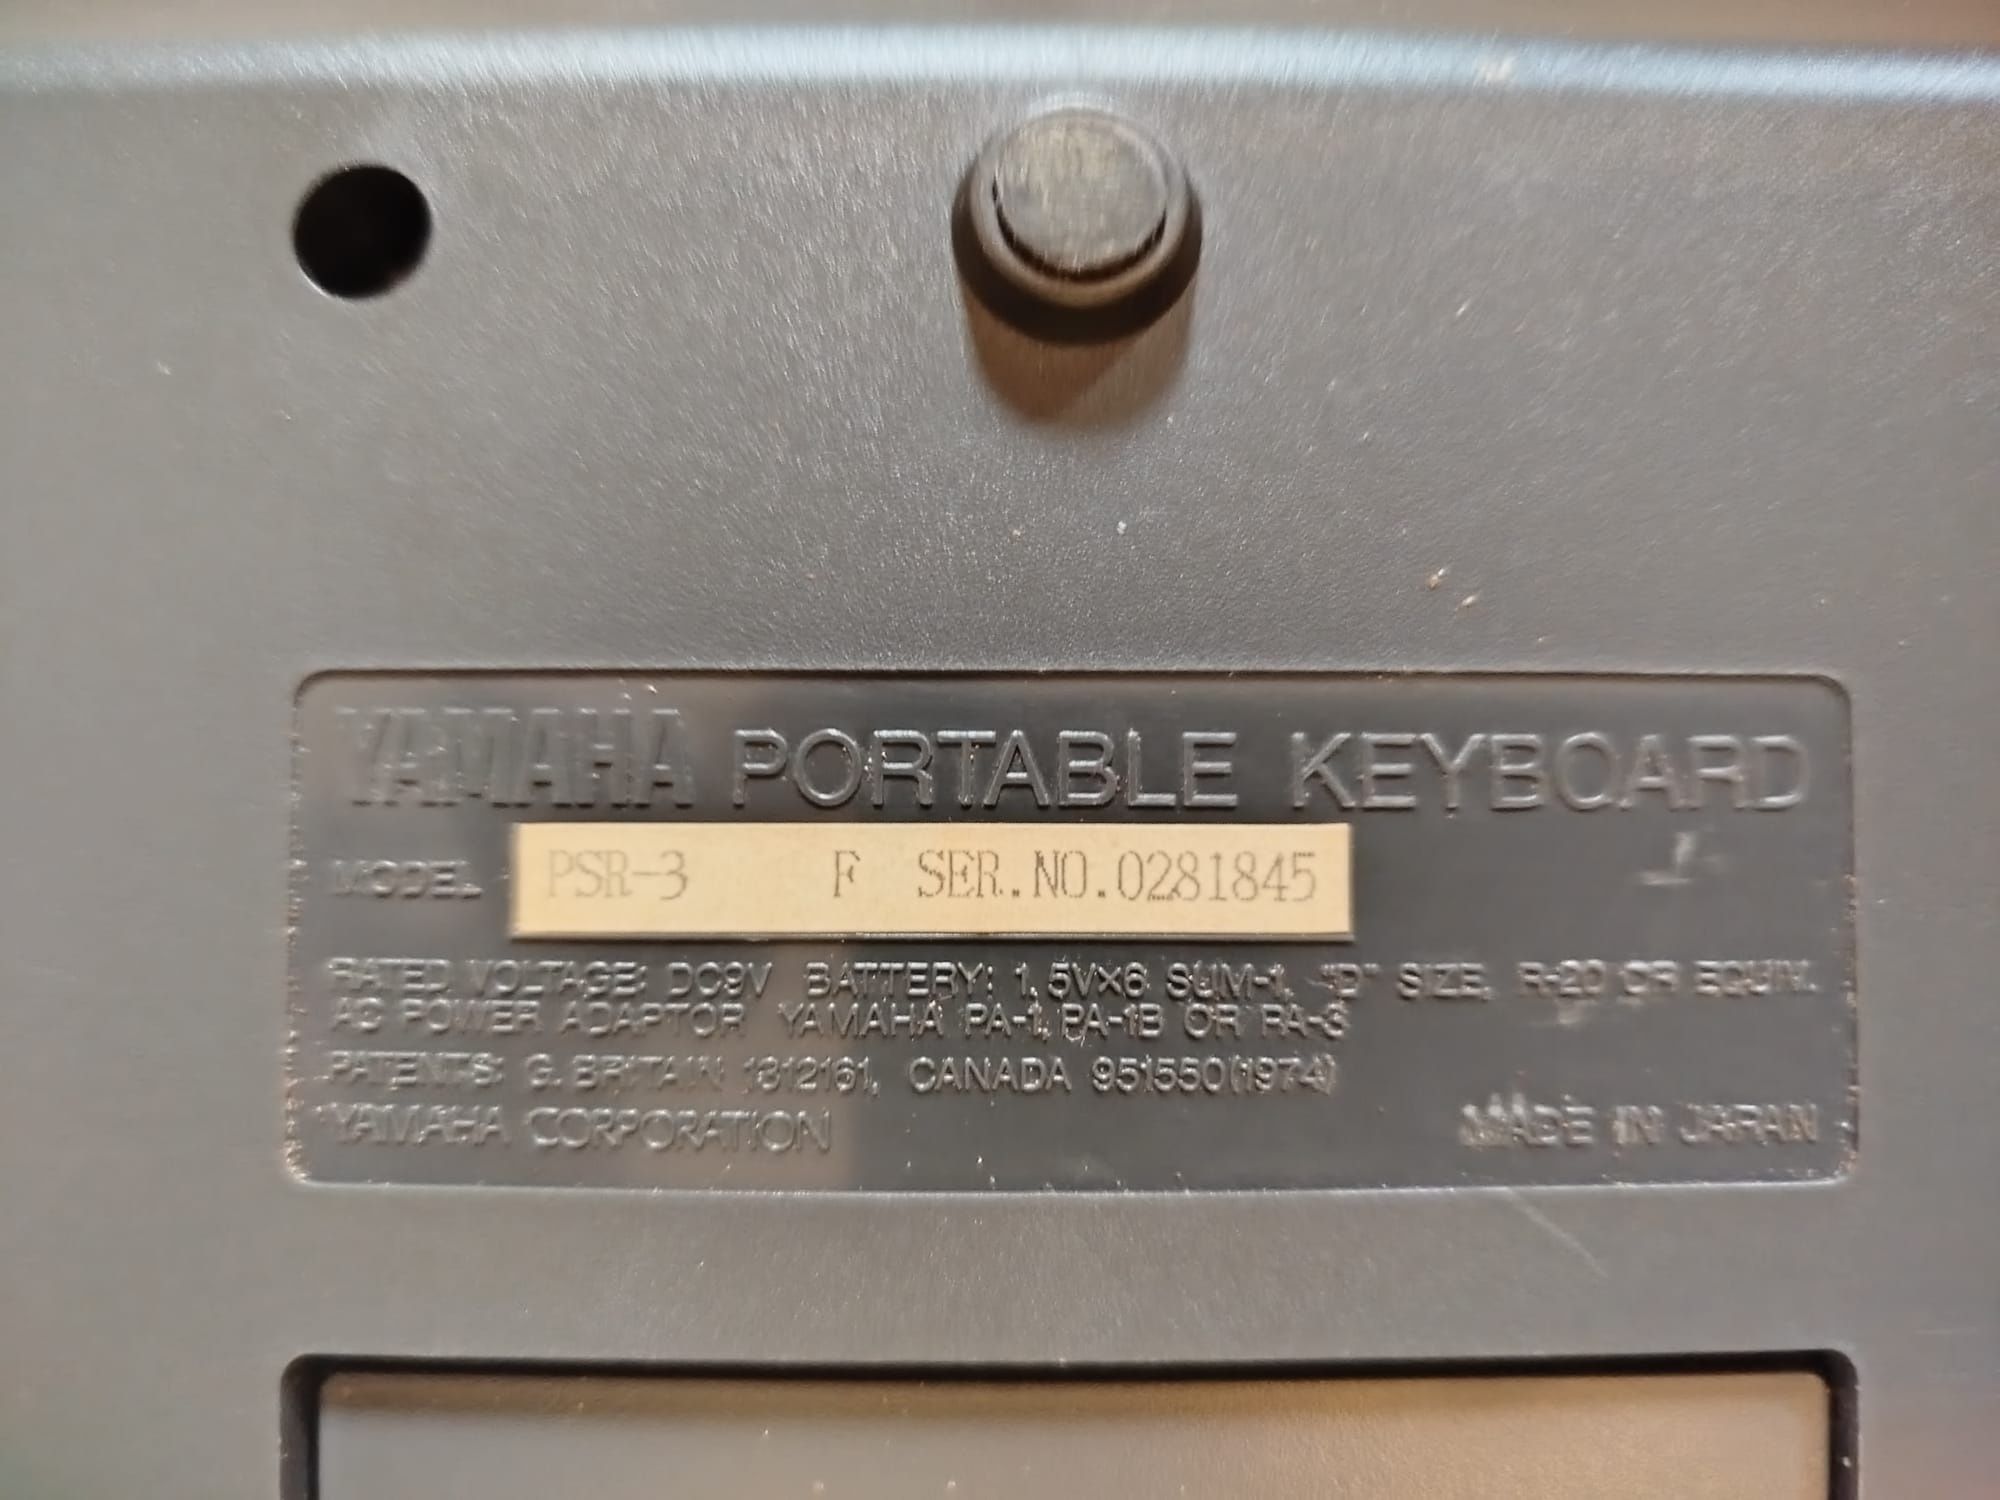 YAMAHA PORTABLE KEYBOARD
MODEL PSR-3 F SER.NO.0281845
RATED VOLTAGE: DC9V BATTERY: 1.5V×6 SUM-1, "D" SIZE, R-20 OR EQUIV.
AC POWER ADAPTOR YAMAHA PA-1, PA-1B OR PA-3
PATENTS: G. BRITAIN 1312161, CANADA 951550(1974)
YAMAHA CORPORATION MADE IN JAPAN